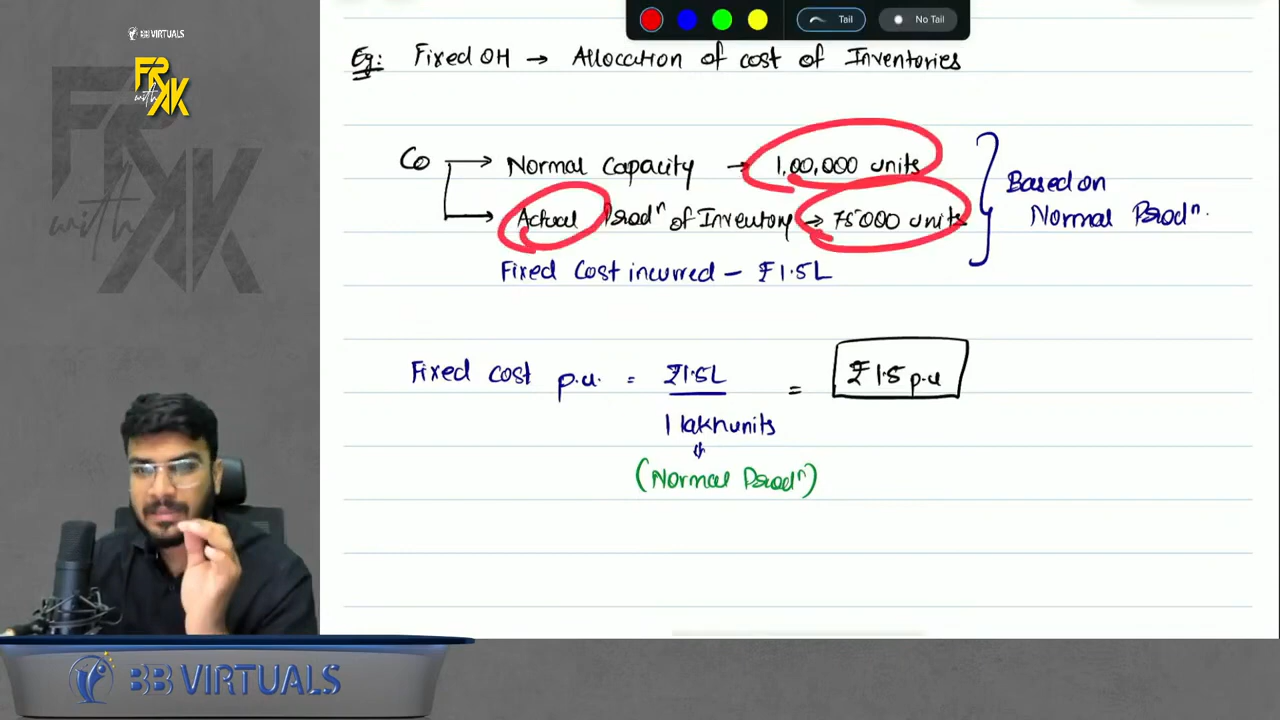 BB VIRTUALS
FR
with
AK
Tail
No Tail
Eg: Fixed OH → Allocation of cost of Inventories
Co → Normal Capacity → 1,00,000 units
→ Actual Prodⁿ of Inventory → 75000 units
Based on
Normal Prodⁿ.
Fixed Cost incurred – ₹1.5L
Fixed cost p.u. = ₹1.5L = ₹1.5 p.u
1 lakh units
(Normal Prodⁿ)
BB VIRTUALS